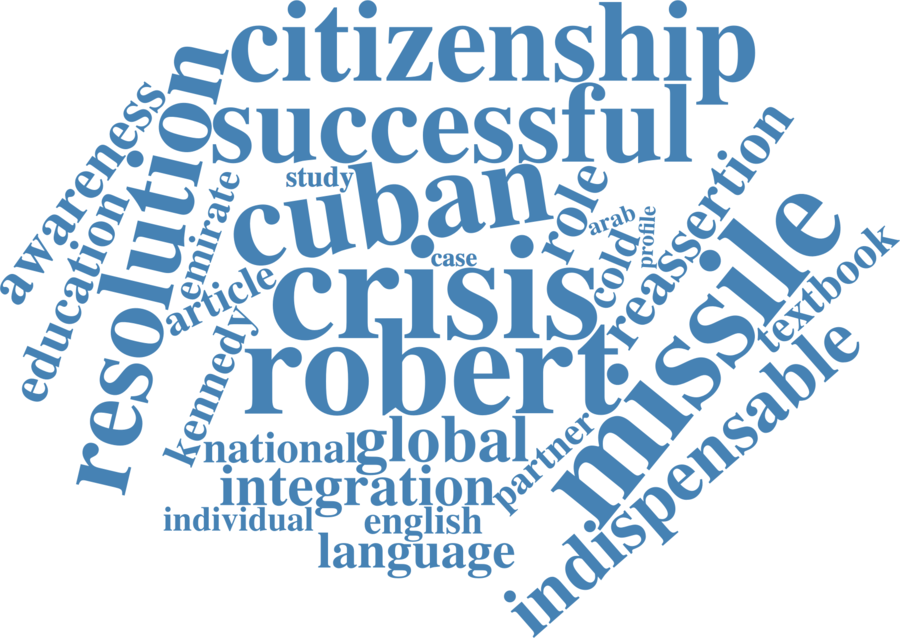 citizenship
successful
awareness
resolution
study
cuban
role
reassertion
education
emirate
arab
profile
cold
case
missile
article
crisis
textbook
kennedy
robert
indispensable
national
global
partner
integration
individual
english
language